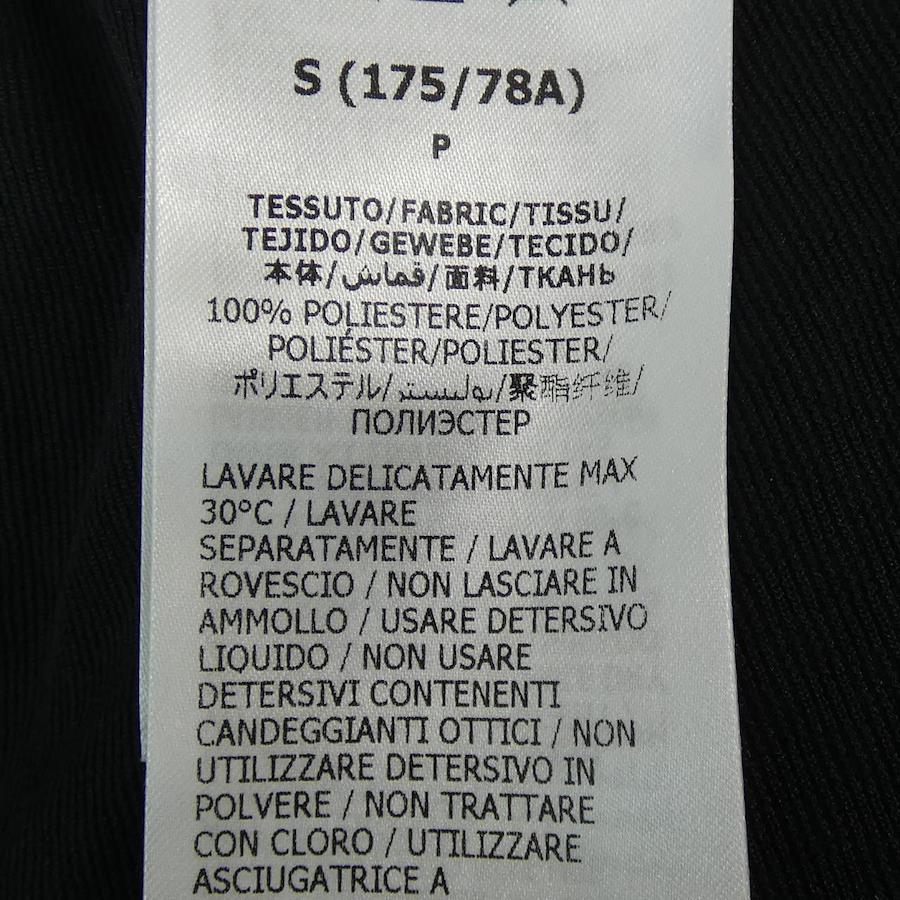 S (175/78A)
P
TESSUTO/FABRIC/TISSU/
TEJIDO/GEWEBE/TECIDO/
本体/قماش/面料/ТКАНЬ
100% POLIESTERE/POLYESTER/
POLIÉSTER/POLIESTER/
ポリエステル/بوليستر/聚酯纤维/
ПОЛИЭСТЕР
LAVARE DELICATAMENTE MAX
30°C / LAVARE
SEPARATAMENTE / LAVARE A
ROVESCIO / NON LASCIARE IN
AMMOLLO / USARE DETERSIVO
LIQUIDO / NON USARE
DETERSIVI CONTENENTI
CANDEGGIANTI OTTICI / NON
UTILIZZARE DETERSIVO IN
POLVERE / NON TRATTARE
CON CLORO / UTILIZZARE
ASCIUGATRICE A